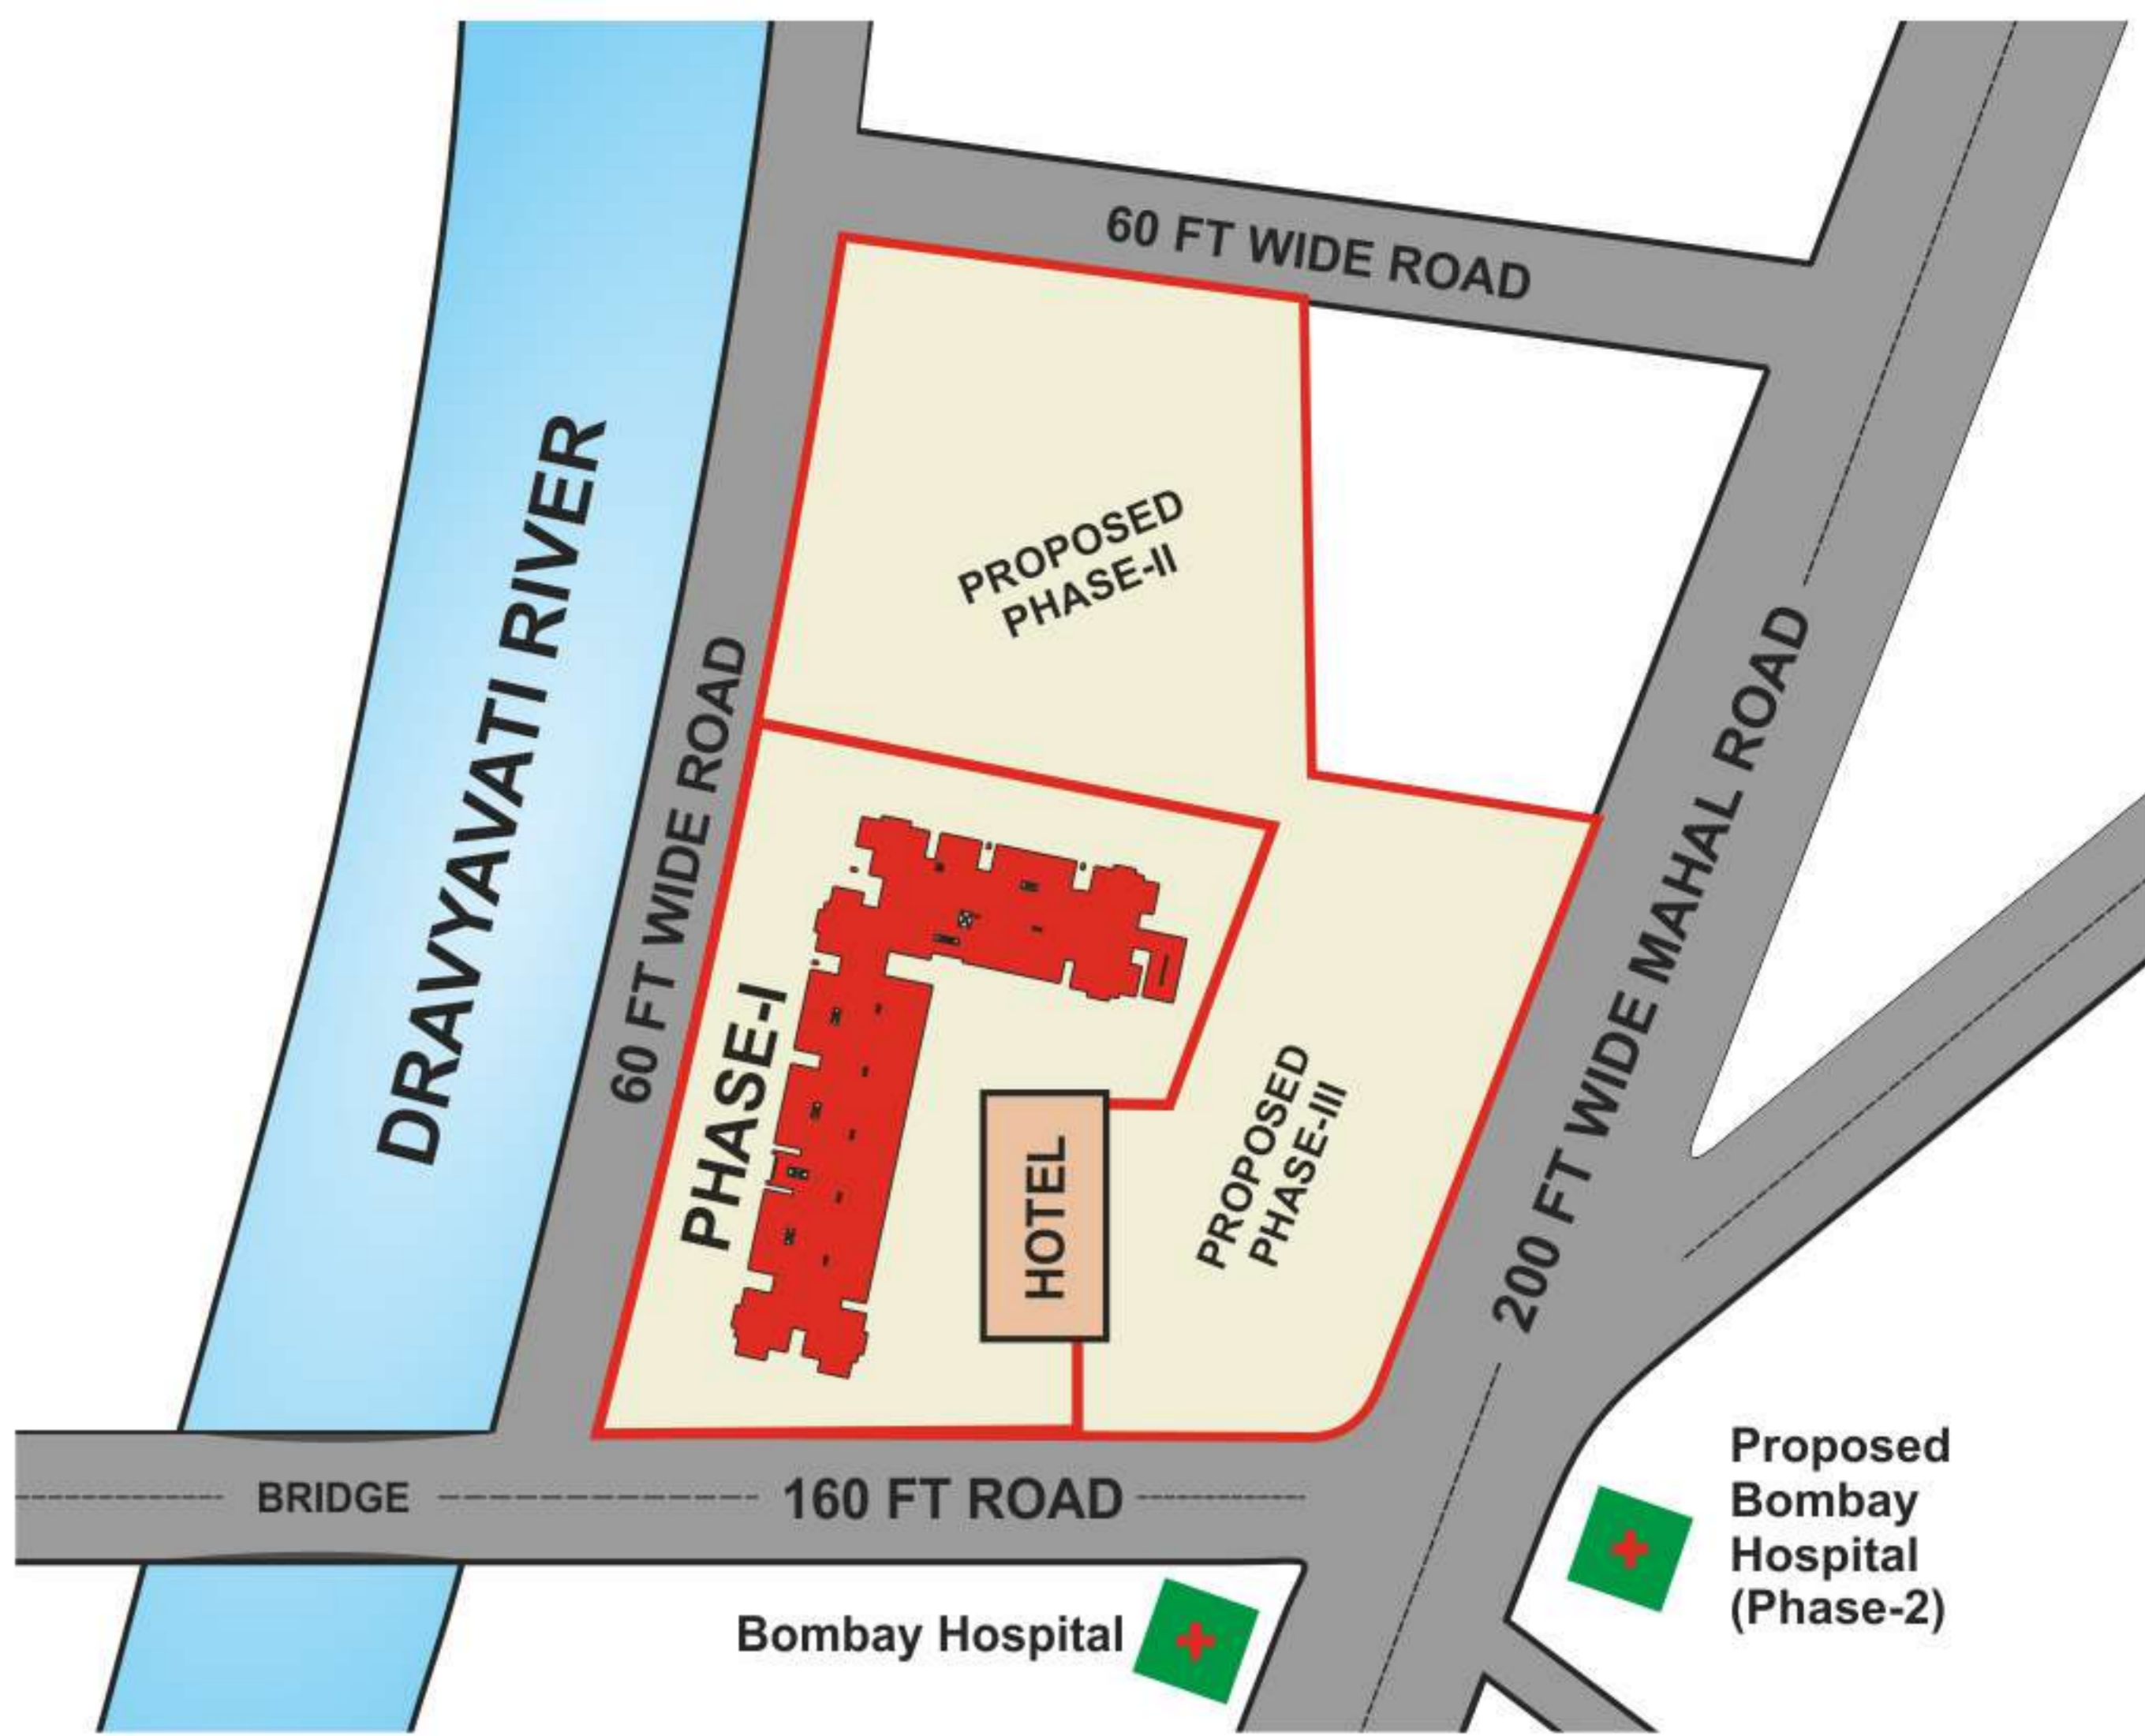 60 FT WIDE ROAD
PROPOSED
PHASE-II
DRAVYAVATI RIVER
60 FT WIDE ROAD
200 FT WIDE MAHAL ROAD
PHASE-I
HOTEL
PROPOSED
PHASE-III
BRIDGE
160 FT ROAD
Proposed
Bombay
Hospital
(Phase-2)
Bombay Hospital